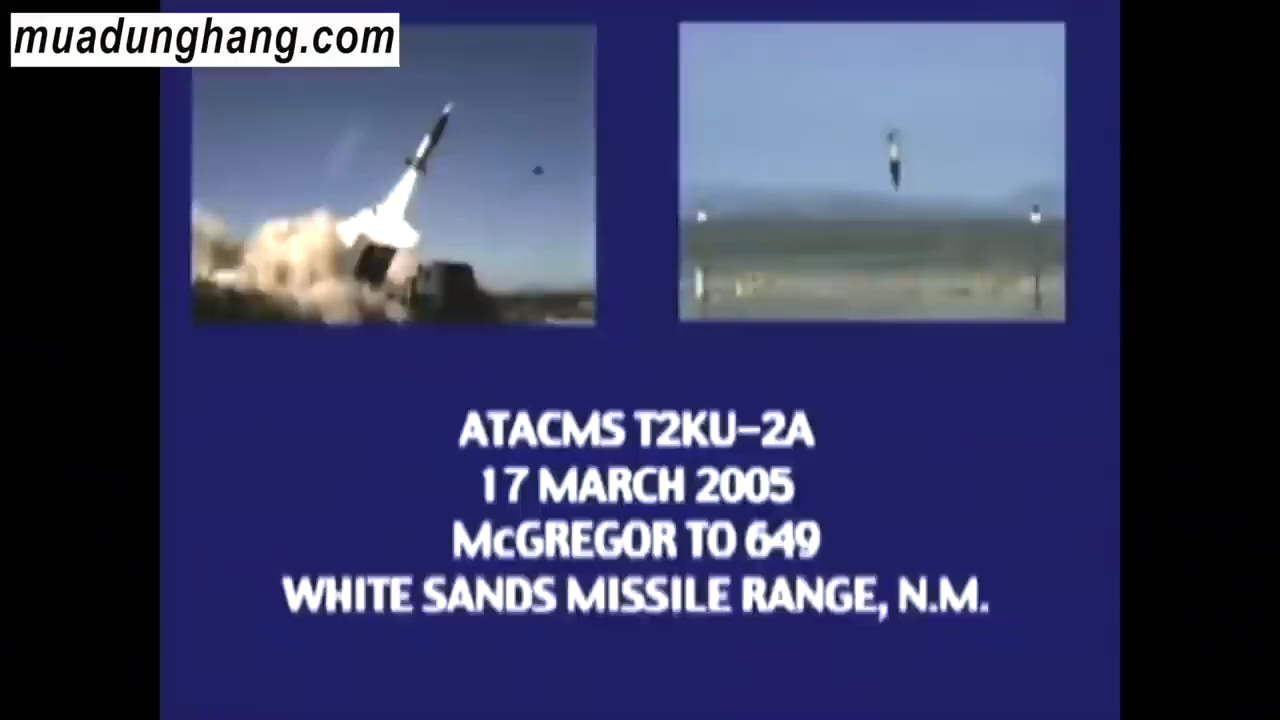 muadunghang.com
ATACMS T2KU-2A
17 MARCH 2005
McGREGOR TO 649
WHITE SANDS MISSILE RANGE, N.M.